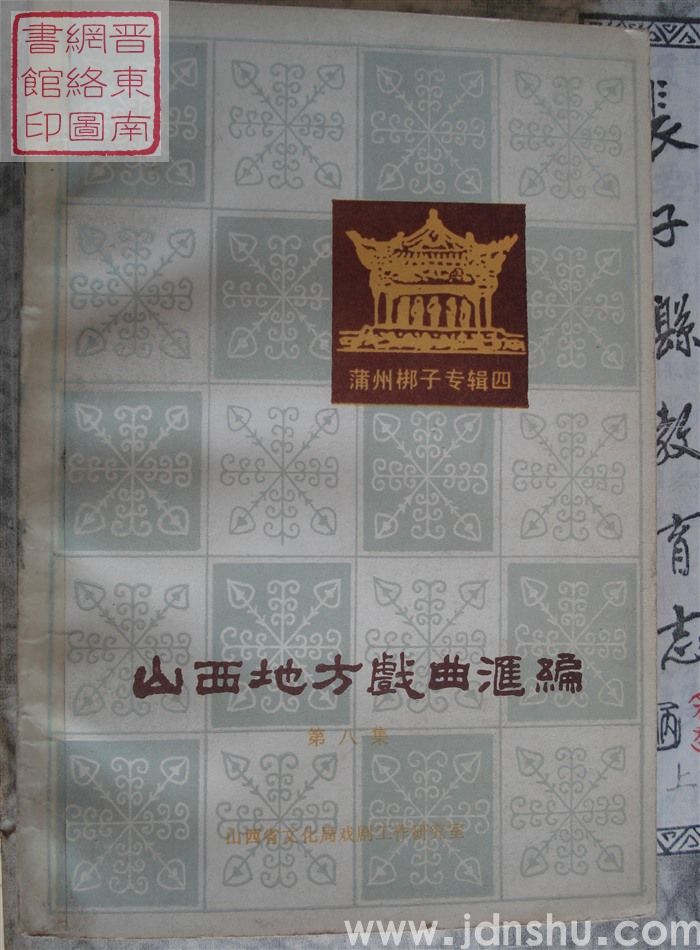 晋東南
網絡圖
書館印
蒲州梆子专辑四
山西地方戲曲滙編
第八集
山西省文化局戏剧工作研究室
長子縣教育志
上
www.jdnshu.com